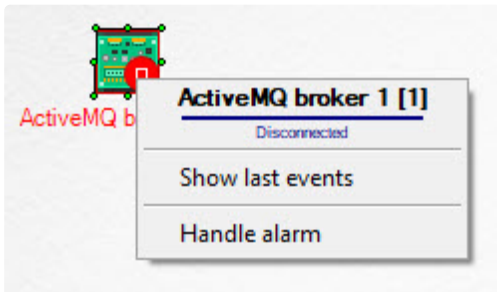 ActiveMQ b
ActiveMQ broker 1 [1]
Disconnected
Show last events
Handle alarm